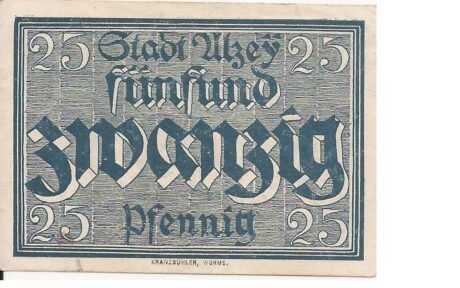 25 Stadt Alzey 25
fünfund
zwanzig
25 Pfennig 25
KRANZBÜHLER, WORMS.